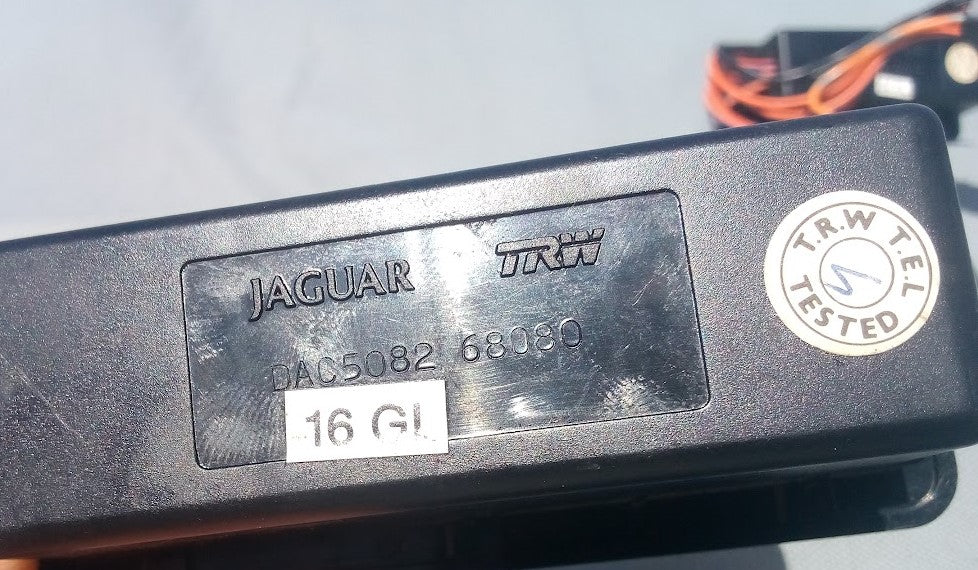 JAGUAR TRW
DAC5082 68080
16 GL
T.R.W T.E.L
TESTED